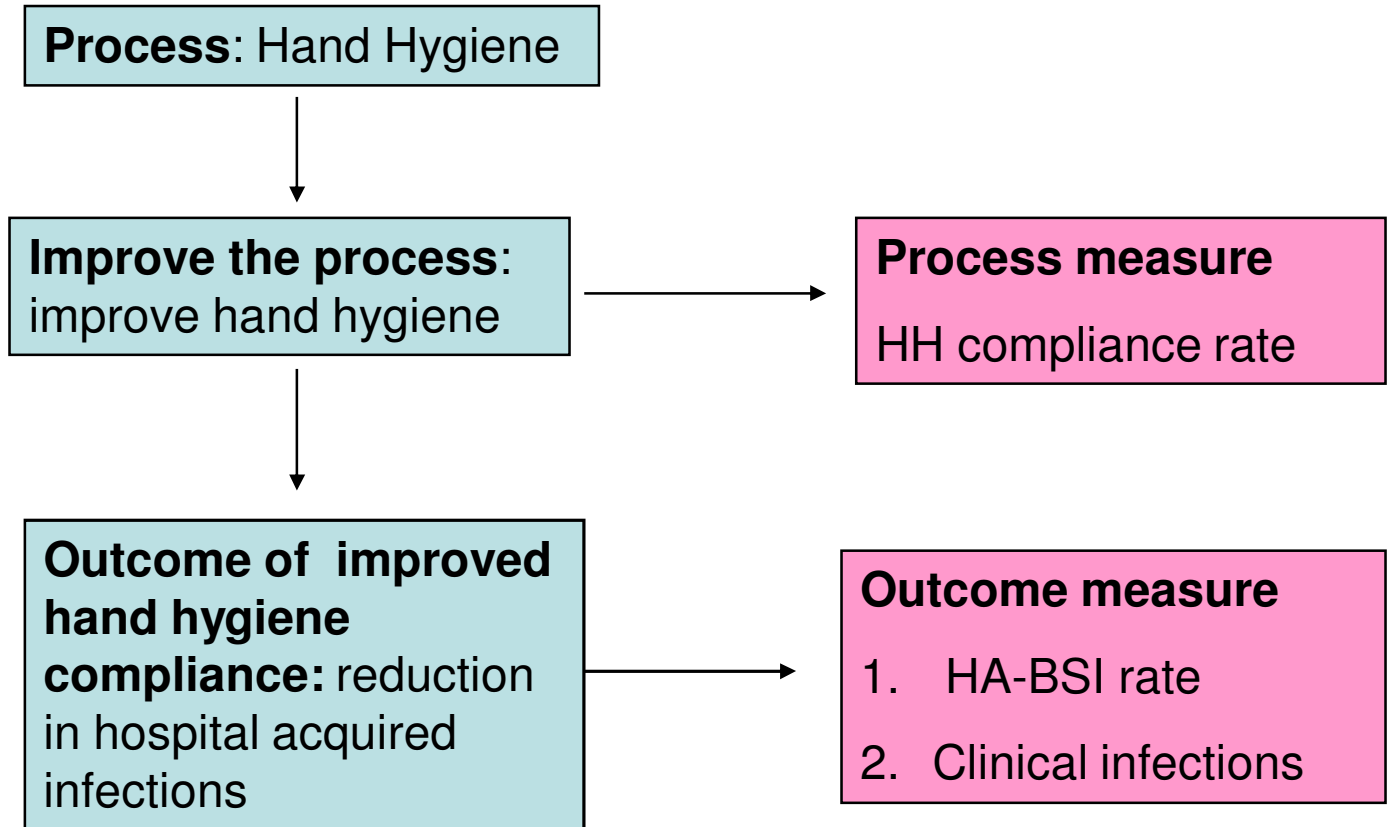 Process: Hand Hygiene
Improve the process:
improve hand hygiene
Process measure
HH compliance rate
Outcome of improved
hand hygiene
compliance: reduction
in hospital acquired
infections
Outcome measure
1. HA-BSI rate
2. Clinical infections